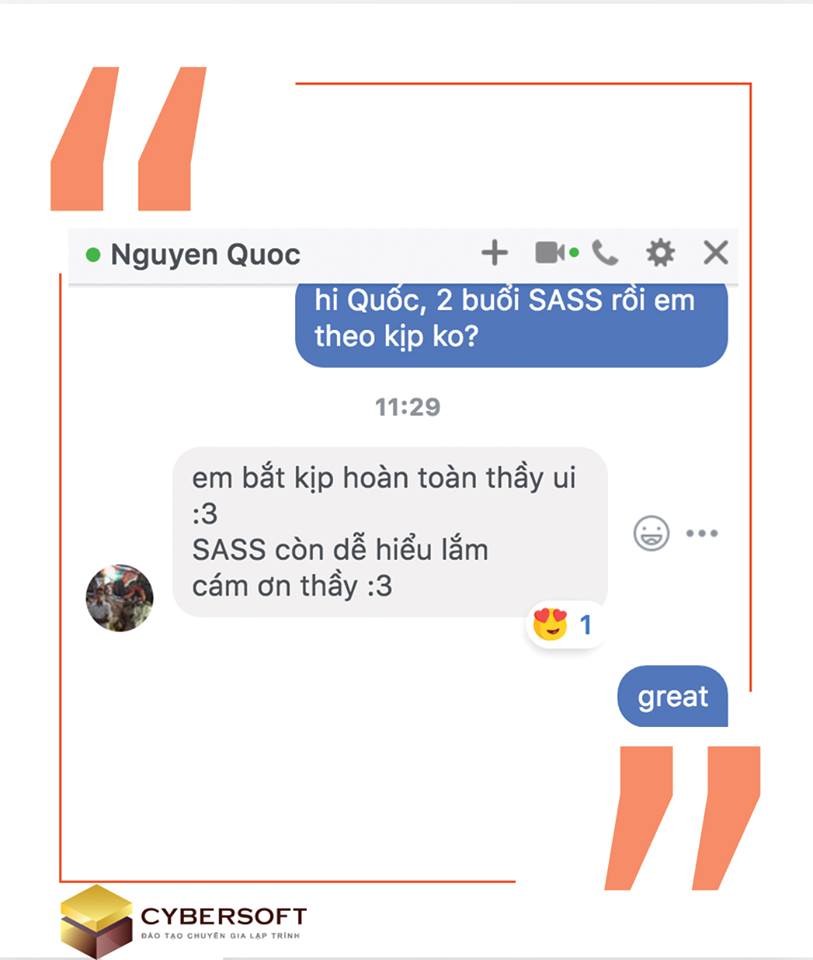 Nguyen Quoc
hi Quốc, 2 buổi SASS rồi em
theo kịp ko?
11:29
em bắt kịp hoàn toàn thầy ui
:3
SASS còn dễ hiểu lắm
cám ơn thầy :3
1
great
CYBERSOFT
ĐÀO TẠO CHUYÊN GIA LẬP TRÌNH